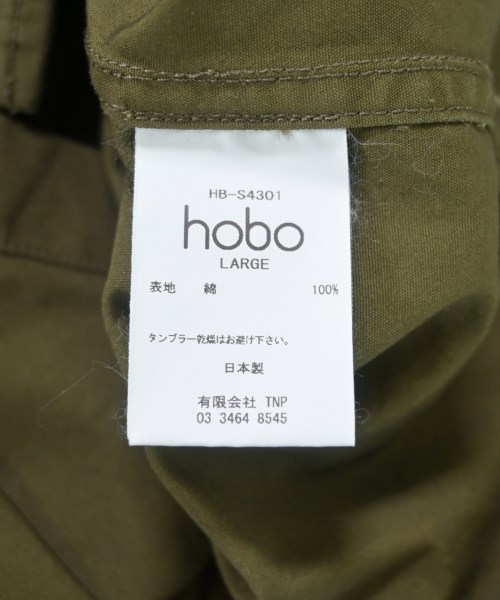 HB-S4301
hobo
LARGE
表地 綿 100%
タンブラー乾燥はお避け下さい。
日本製
有限会社 TNP
03 3464 8545